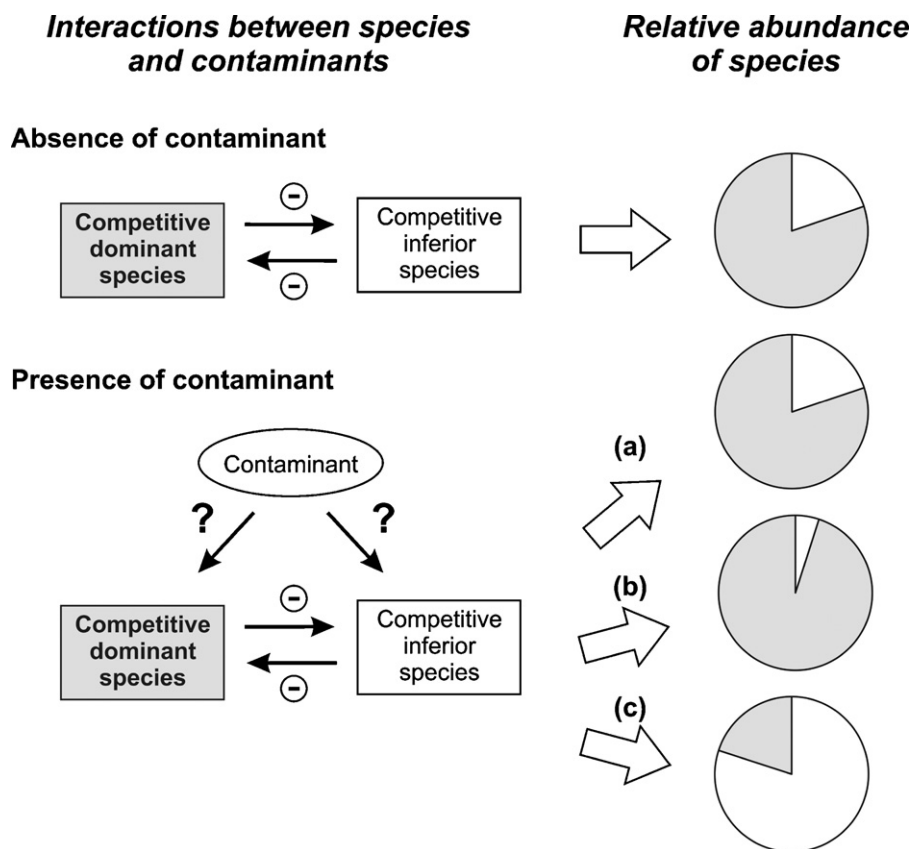 Interactions between species
and contaminants
Relative abundance
of species
Absence of contaminant
Competitive
dominant
species
-
-
Competitive
inferior
species
Presence of contaminant
Contaminant
?
?
Competitive
dominant
species
-
-
Competitive
inferior
species
(a)
(b)
(c)